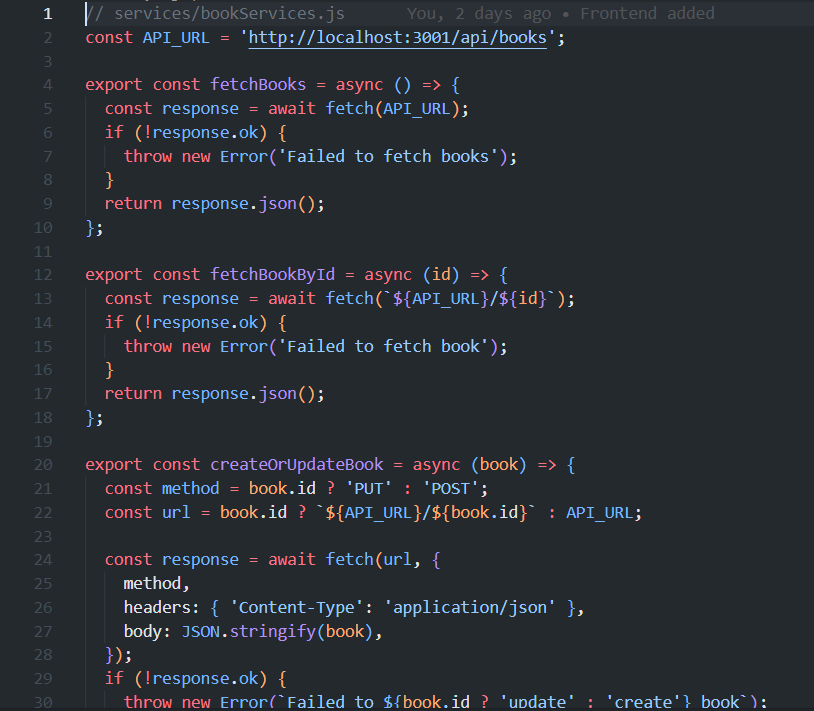 1 // services/bookServices.js You, 2 days ago • Frontend added
2 const API_URL = 'http://localhost:3001/api/books';
3
4 export const fetchBooks = async () => {
5 const response = await fetch(API_URL);
6 if (!response.ok) {
7 throw new Error('Failed to fetch books');
8 }
9 return response.json();
10 };
11
12 export const fetchBookById = async (id) => {
13 const response = await fetch(`${API_URL}/${id}`);
14 if (!response.ok) {
15 throw new Error('Failed to fetch book');
16 }
17 return response.json();
18 };
19
20 export const createOrUpdateBook = async (book) => {
21 const method = book.id ? 'PUT' : 'POST';
22 const url = book.id ? `${API_URL}/${book.id}` : API_URL;
23
24 const response = await fetch(url, {
25 method,
26 headers: { 'Content-Type': 'application/json' },
27 body: JSON.stringify(book),
28 });
29 if (!response.ok) {
30 throw new Error(`Failed to ${book.id ? 'update' : 'create'} book`);